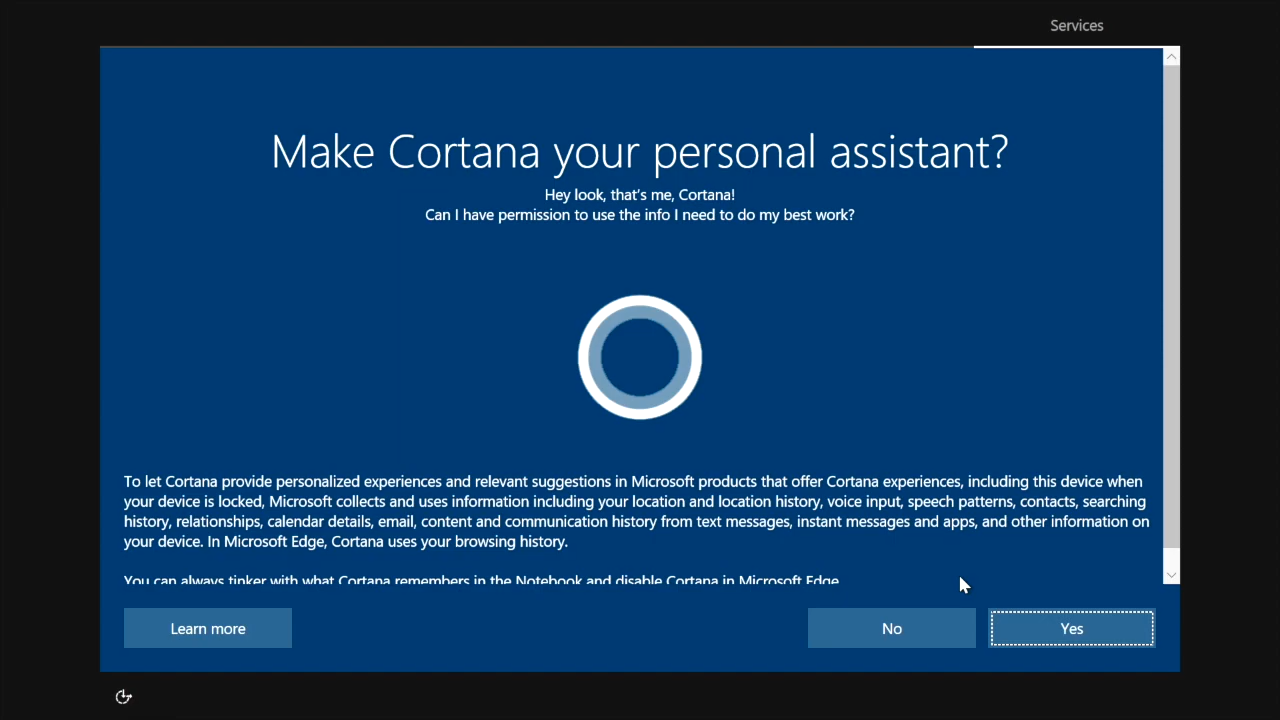 Services
Make Cortana your personal assistant?
Hey look, that's me, Cortana!
Can I have permission to use the info I need to do my best work?
To let Cortana provide personalized experiences and relevant suggestions in Microsoft products that offer Cortana experiences, including this device when
your device is locked, Microsoft collects and uses information including your location and location history, voice input, speech patterns, contacts, searching
history, relationships, calendar details, email, content and communication history from text messages, instant messages and apps, and other information on
your device. In Microsoft Edge, Cortana uses your browsing history.
You can always tinker with what Cortana remembers in the Notebook and disable Cortana in Microsoft Edge
Learn more
No
Yes